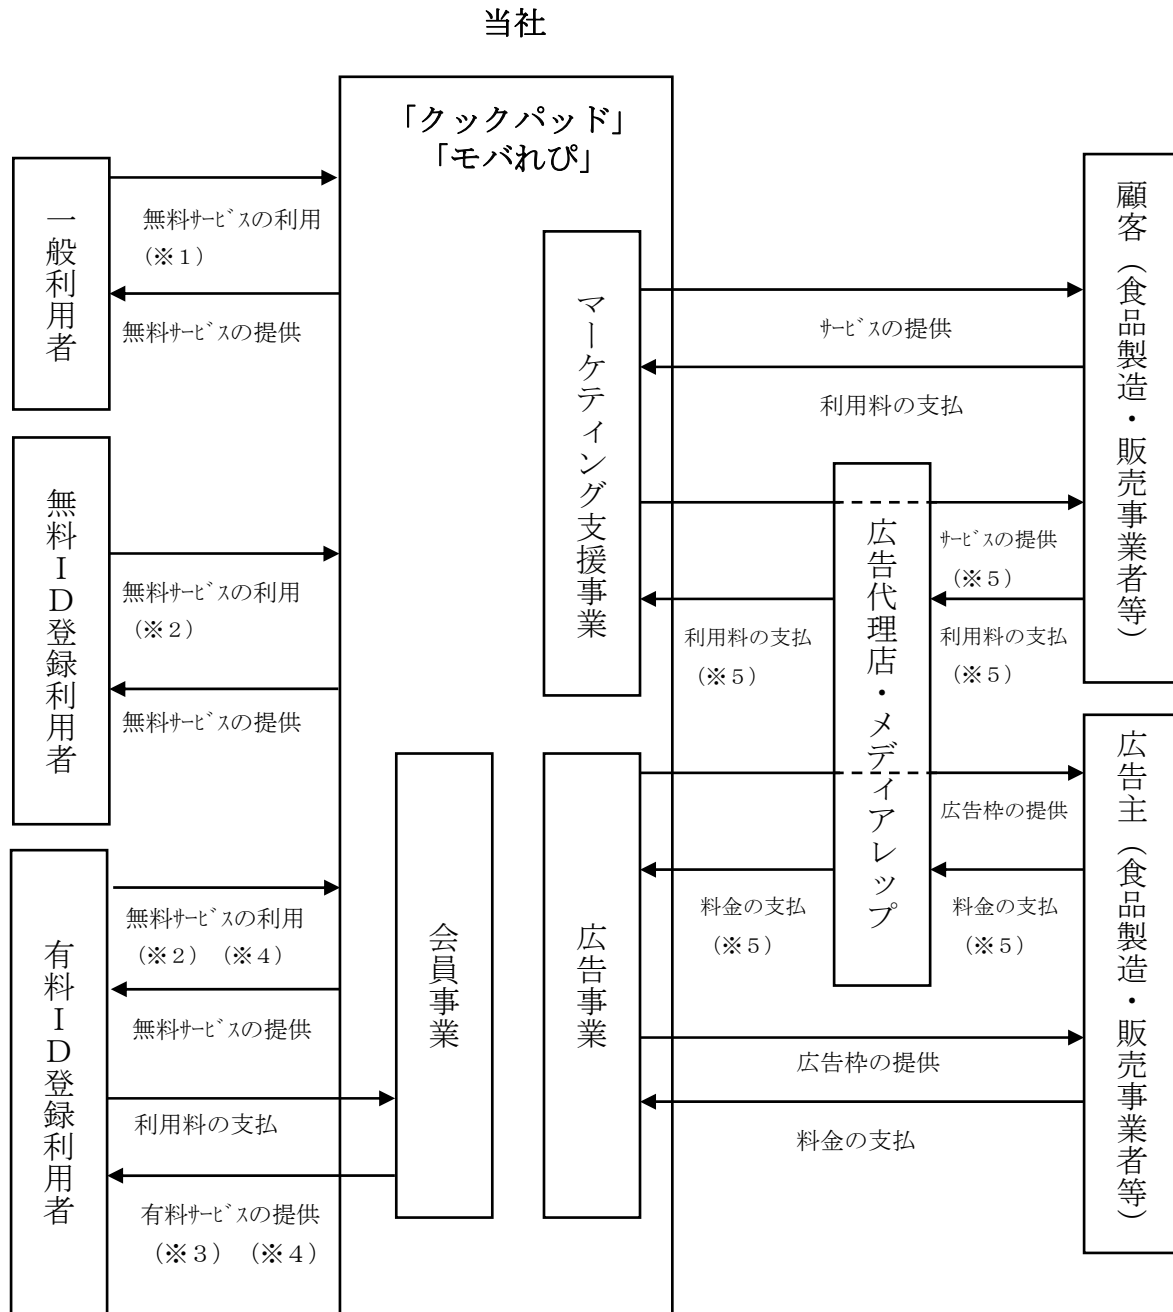 当社
「クックパッド」
「モバれぴ」
一般利用者
無料サービスの利用
(※1)
無料サービスの提供
無料ID登録利用者
無料サービスの利用
(※2)
無料サービスの提供
有料ID登録利用者
無料サービスの利用
(※2) (※4)
無料サービスの提供
利用料の支払
有料サービスの提供
(※3) (※4)
会員事業
マーケティング支援事業
広告事業
サービスの提供
利用料の支払
利用料の支払
(※5)
広告代理店・メディアレップ
サービスの提供
(※5)
利用料の支払
(※5)
顧客(食品製造・販売事業者等)
広告枠の提供
料金の支払
(※5)
料金の支払
(※5)
広告枠の提供
料金の支払
広告主(食品製造・販売事業者等)